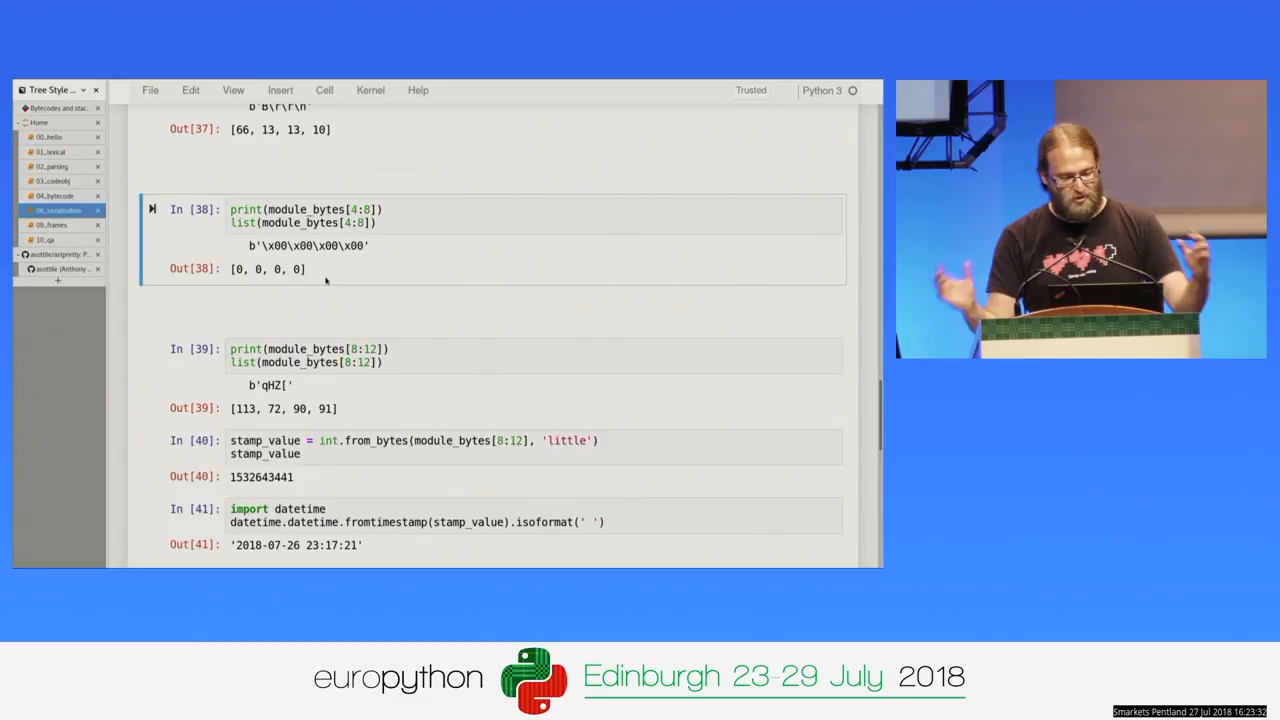 Tree Style ...
Bytecodes and stac..
Home
00_hello
01_lexical
02_parsing
03_codeobj
04_bytecode
06_serialization
09_frames
10_qa
asottile/astpretty: P..
asottile (Anthony ..
File Edit View Insert Cell Kernel Help
Trusted
Python 3
b'B\r\r\n'
Out[37]: [66, 13, 13, 10]
In [38]: print(module_bytes[4:8])
list(module_bytes[4:8])
b'\x00\x00\x00\x00'
Out[38]: [0, 0, 0, 0]
In [39]: print(module_bytes[8:12])
list(module_bytes[8:12])
b'qHZ['
Out[39]: [113, 72, 90, 91]
In [40]: stamp_value = int.from_bytes(module_bytes[8:12], 'little')
stamp_value
Out[40]: 1532643441
In [41]: import datetime
datetime.datetime.fromtimestamp(stamp_value).isoformat(' ')
Out[41]: '2018-07-26 23:17:21'
europython
Edinburgh 23-29 July 2018
Smarkets Pentland 27 Jul 2018 16:23:32